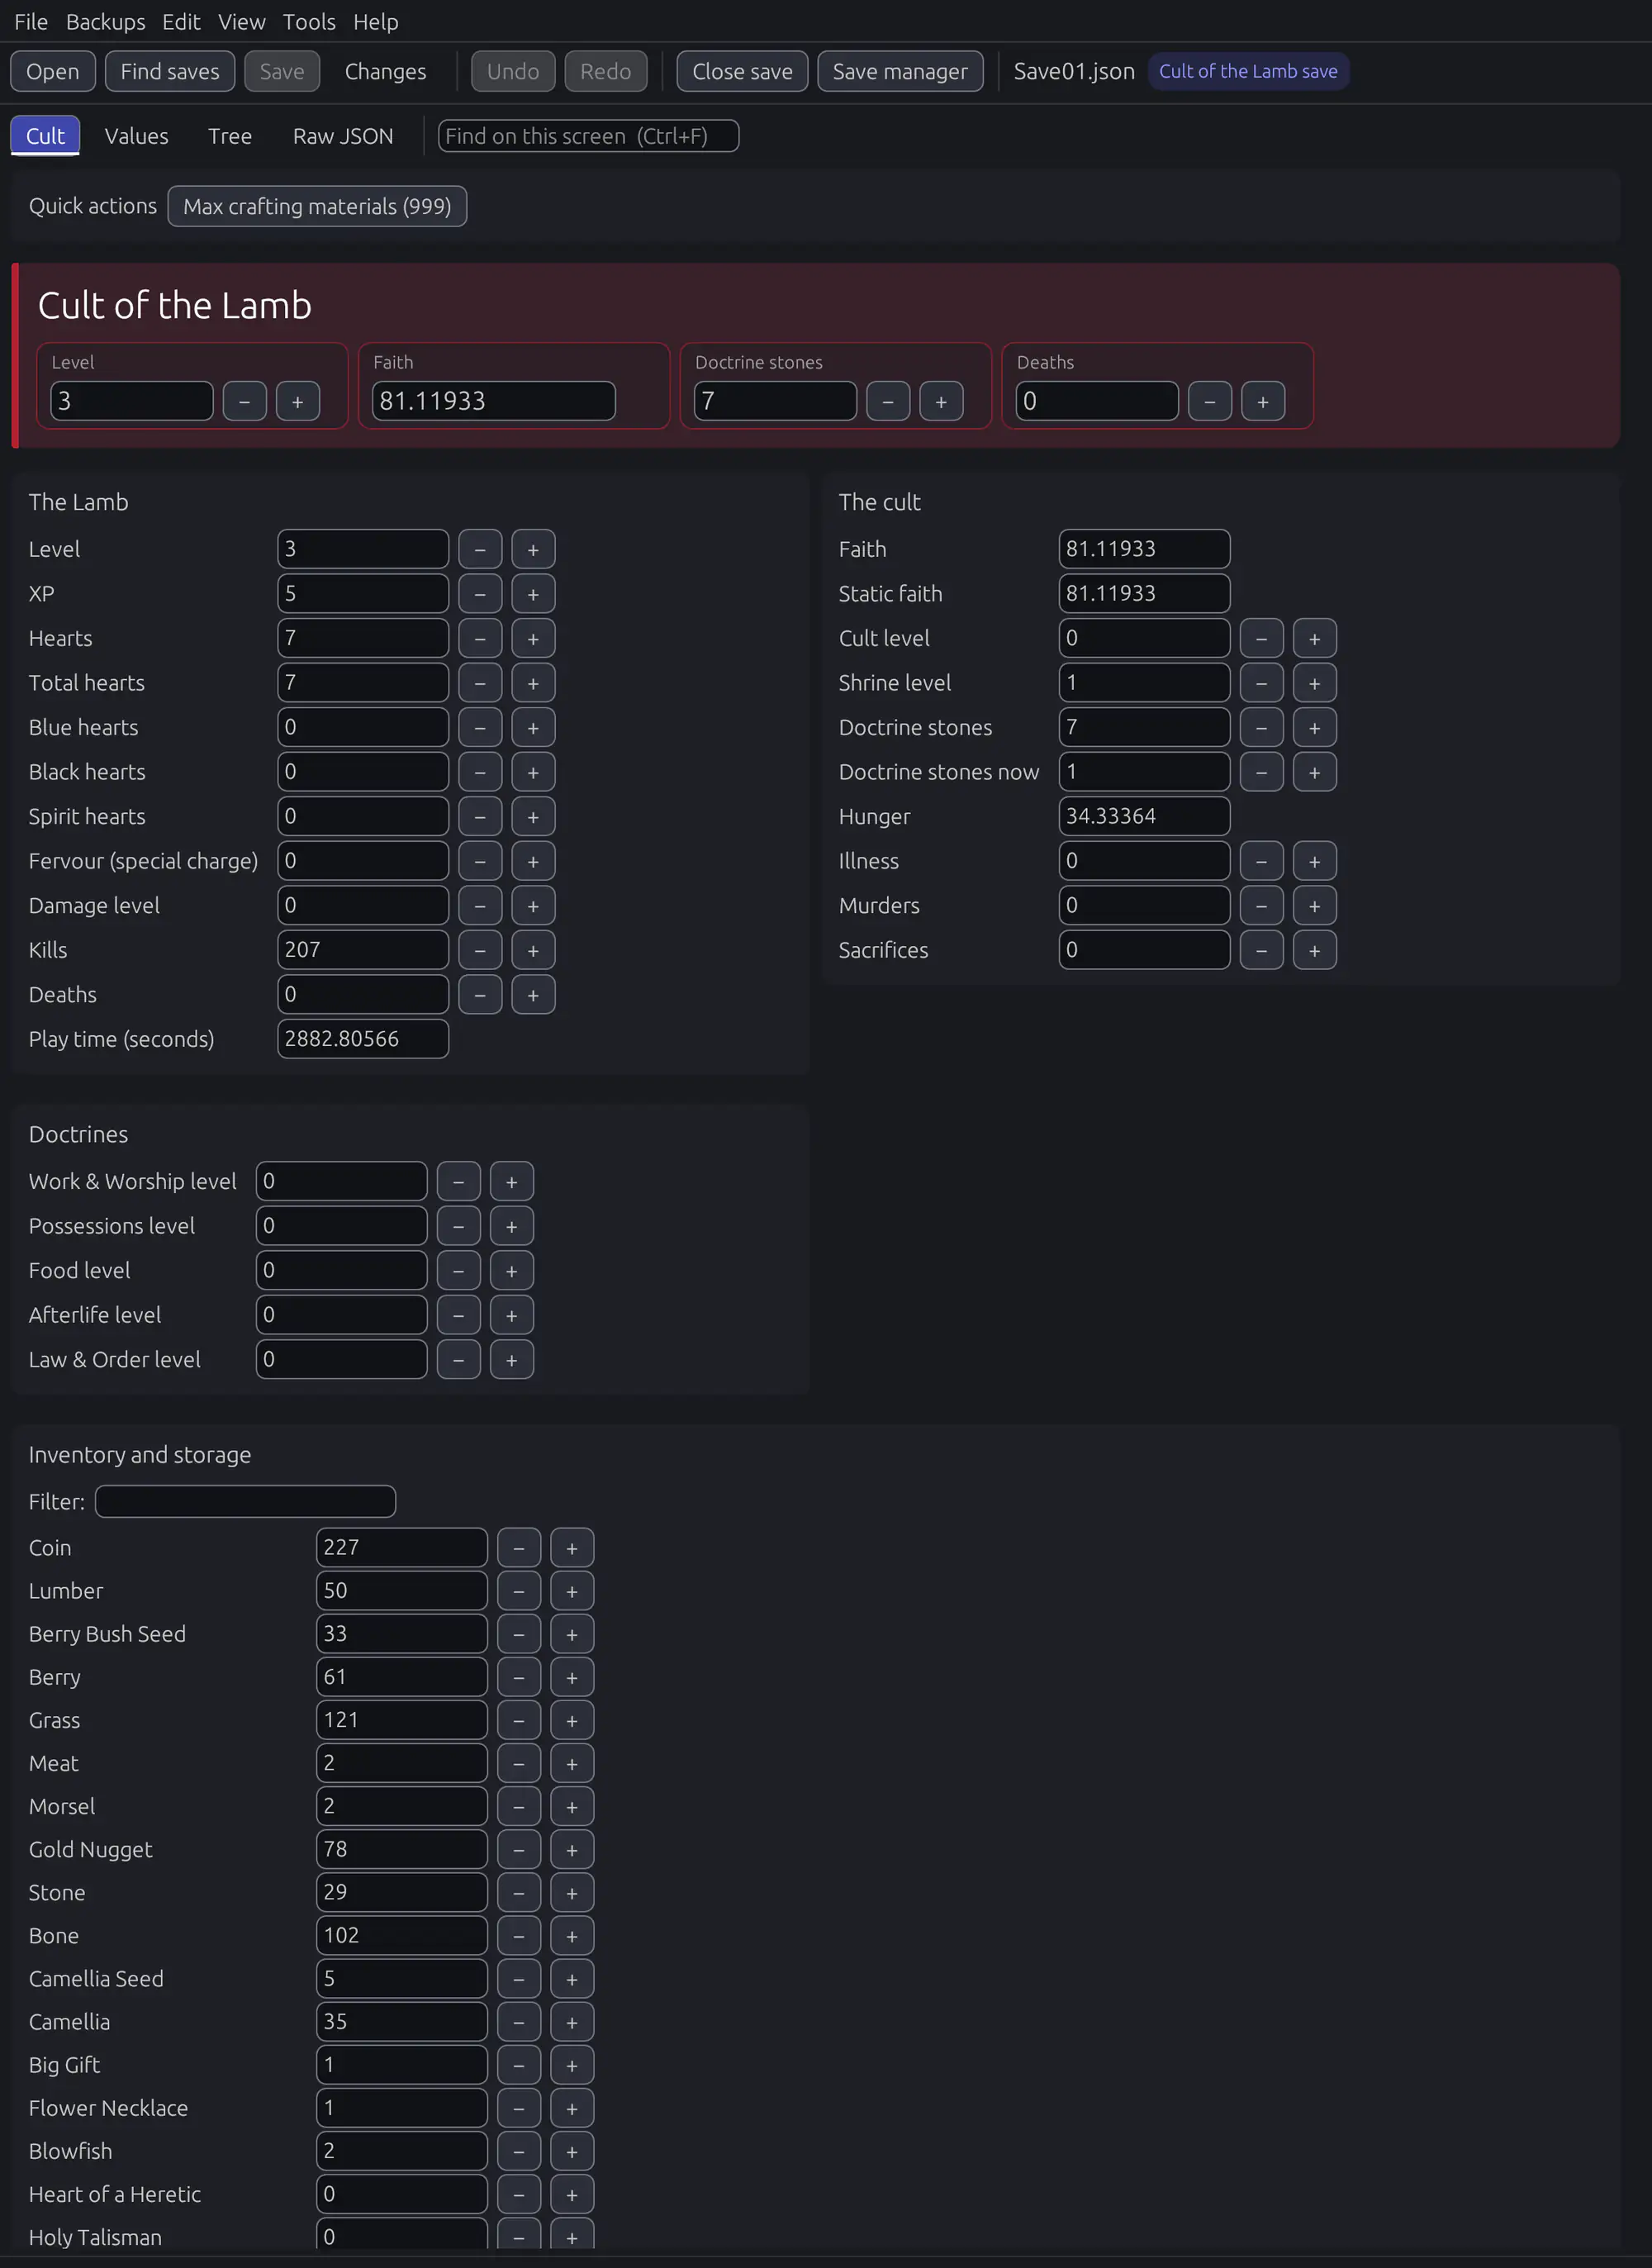 File Backups Edit View Tools Help
Open Find saves Save Changes Undo Redo Close save Save manager Save01.json Cult of the Lamb save
Cult Values Tree Raw JSON Find on this screen (Ctrl+F)
Quick actions Max crafting materials (999)
Cult of the Lamb
Level Faith Doctrine stones Deaths
3 − + 81.11933 7 − + 0 − +
The Lamb
Level 3 − +
XP 5 − +
Hearts 7 − +
Total hearts 7 − +
Blue hearts 0 − +
Black hearts 0 − +
Spirit hearts 0 − +
Fervour (special charge) 0 − +
Damage level 0 − +
Kills 207 − +
Deaths 0 − +
Play time (seconds) 2882.80566
The cult
Faith 81.11933
Static faith 81.11933
Cult level 0 − +
Shrine level 1 − +
Doctrine stones 7 − +
Doctrine stones now 1 − +
Hunger 34.33364
Illness 0 − +
Murders 0 − +
Sacrifices 0 − +
Doctrines
Work & Worship level 0 − +
Possessions level 0 − +
Food level 0 − +
Afterlife level 0 − +
Law & Order level 0 − +
Inventory and storage
Filter:
Coin 227 − +
Lumber 50 − +
Berry Bush Seed 33 − +
Berry 61 − +
Grass 121 − +
Meat 2 − +
Morsel 2 − +
Gold Nugget 78 − +
Stone 29 − +
Bone 102 − +
Camellia Seed 5 − +
Camellia 35 − +
Big Gift 1 − +
Flower Necklace 1 − +
Blowfish 2 − +
Heart of a Heretic 0 − +
Holy Talisman 0 − +